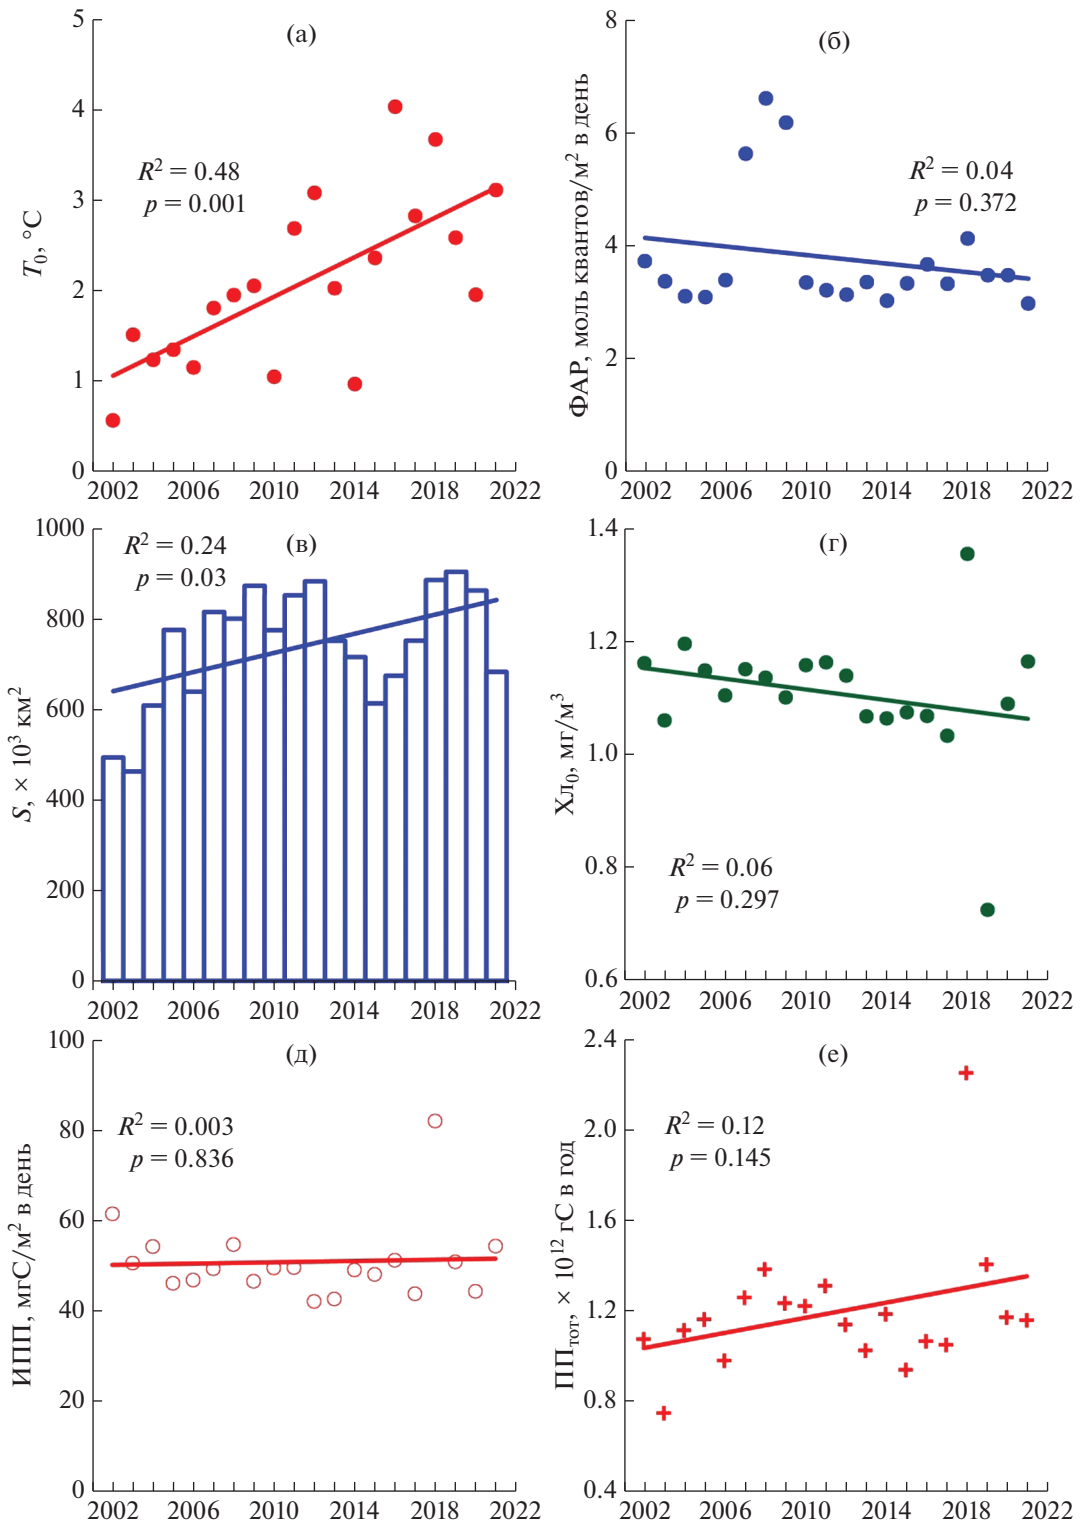 (а)
5
4
3
2
1
0
T₀, °C
R² = 0.48
p = 0.001
2002 2006 2010 2014 2018 2022
(б)
8
6
4
2
0
ФАР, моль квантов/м² в день
R² = 0.04
p = 0.372
2002 2006 2010 2014 2018 2022
(в)
1000
800
600
400
200
0
S, × 10³ км²
R² = 0.24
p = 0.03
2002 2006 2010 2014 2018 2022
(г)
1.4
1.2
1.0
0.8
0.6
Хл₀, мг/м³
R² = 0.06
p = 0.297
2002 2006 2010 2014 2018 2022
(д)
100
80
60
40
20
0
ИПП, мгС/м² в день
R² = 0.003
p = 0.836
2002 2006 2010 2014 2018 2022
(е)
2.4
2.0
1.6
1.2
0.8
0.4
ППтот, × 10¹² гС в год
R² = 0.12
p = 0.145
2002 2006 2010 2014 2018 2022